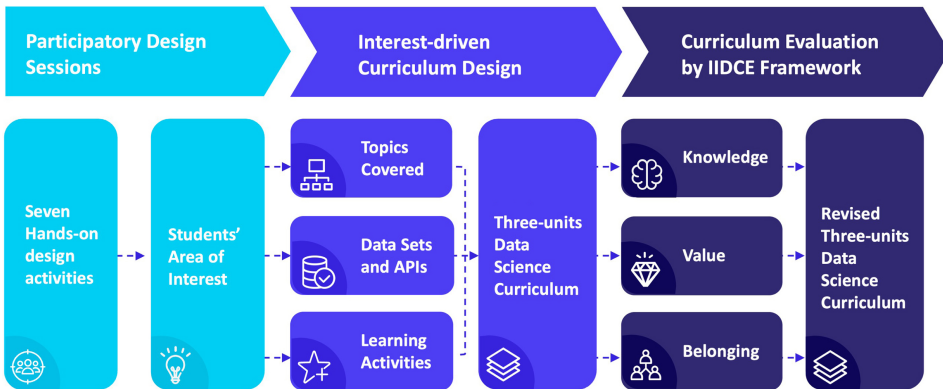 Participatory Design
Sessions
Interest-driven
Curriculum Design
Curriculum Evaluation
by IIDCE Framework
Seven
Hands-on
design
activities
Students’
Area of
Interest
Topics
Covered
Data Sets
and APIs
Learning
Activities
Three-units
Data
Science
Curriculum
Knowledge
Value
Belonging
Revised
Three-units
Data
Science
Curriculum